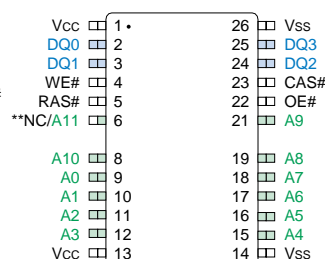 Vcc 1 • 26 Vss
DQ0 2 25 DQ3
DQ1 3 24 DQ2
WE# 4 23 CAS#
RAS# 5 22 OE#
**NC/A11 6 21 A9
A10 8 19 A8
A0 9 18 A7
A1 10 17 A6
A2 11 16 A5
A3 12 15 A4
Vcc 13 14 Vss